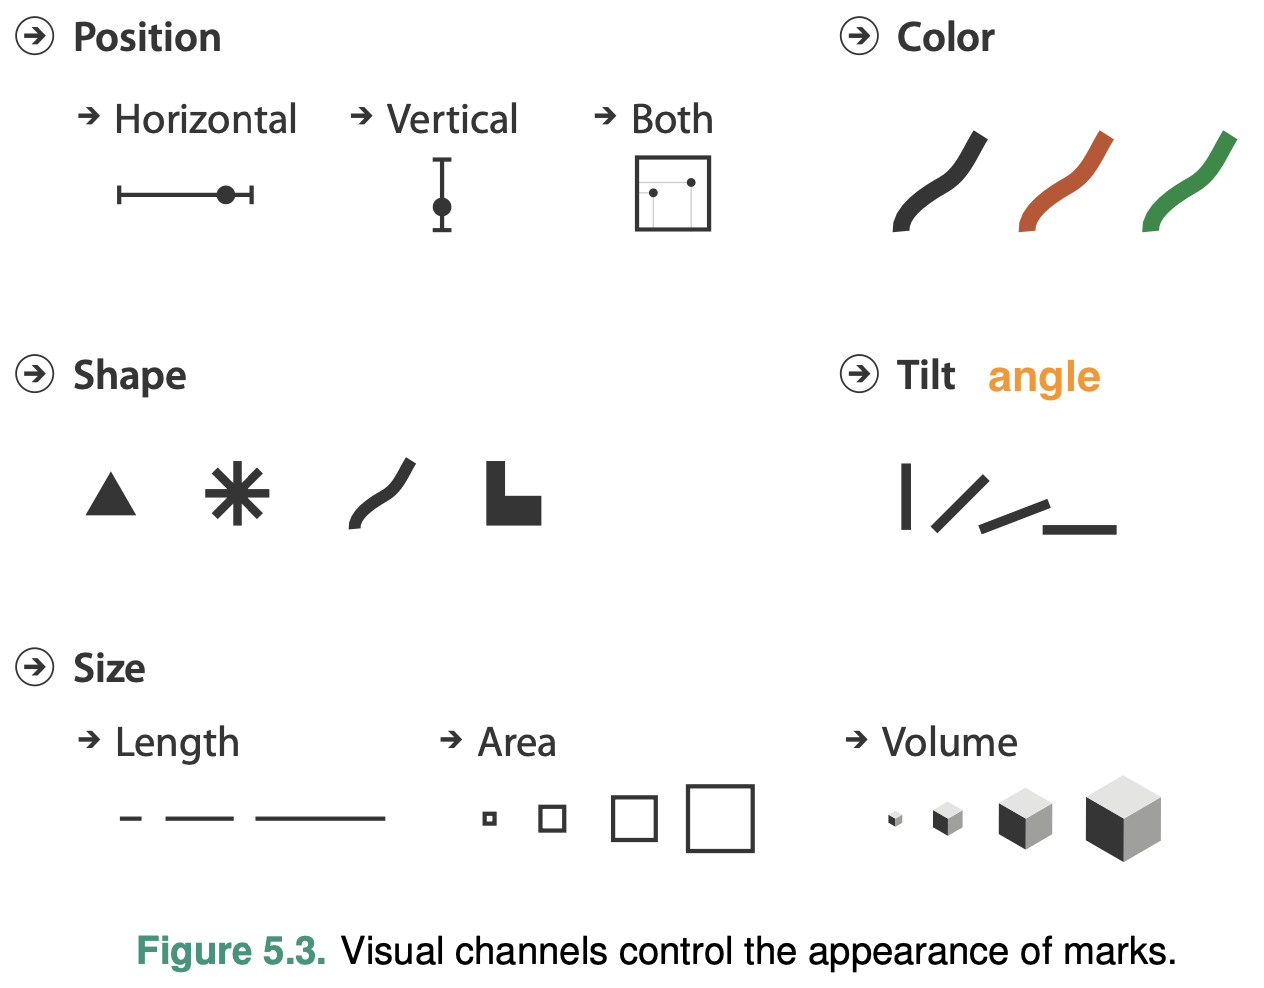 Position
Horizontal
Vertical
Both
Color
Shape
Tilt angle
Size
Length
Area
Volume
Figure 5.3. Visual channels control the appearance of marks.